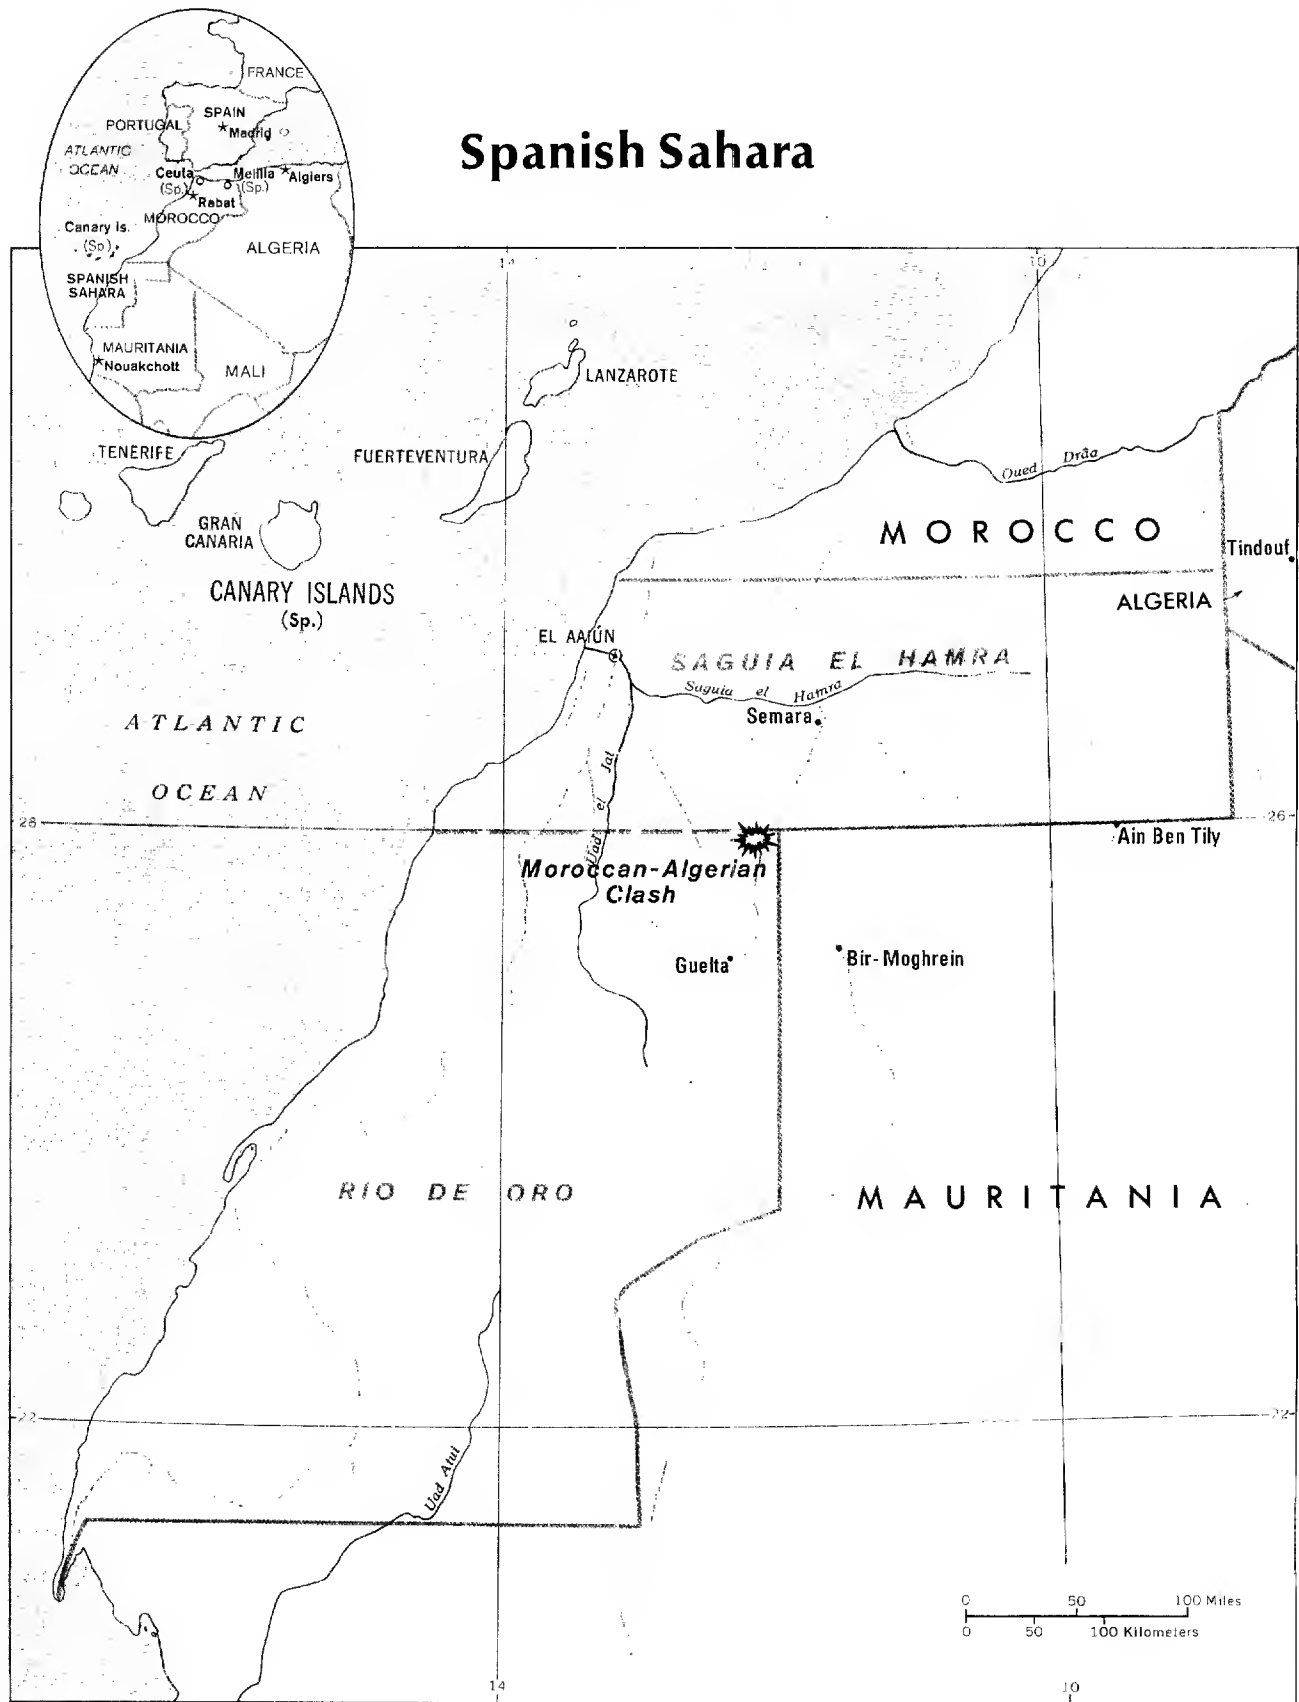 Spanish Sahara
FRANCE
SPAIN
PORTUGAL
Madrid
ATLANTIC
OCEAN
Ceuta
(Sp.)
Melilla
(Sp.)
Algiers
Rabat
MOROCCO
Canary Is.
(Sp.)
ALGERIA
SPANISH
SAHARA
MAURITANIA
Nouakchott
MALI
14
10
LANZAROTE
TENERIFE
FUERTEVENTURA
GRAN
CANARIA
CANARY ISLANDS
(Sp.)
Oued Drâa
MOROCCO
Tindouf
ALGERIA
EL AAIÚN
SAGUIA EL HAMRA
Saguia el Hamra
Semara
ATLANTIC
OCEAN
Uad el Jat
26
26
Ain Ben Tily
Moroccan-Algerian
Clash
Guelta
Bir-Moghrein
RIO DE ORO
MAURITANIA
22
22
Uad Atui
0 50 100 Miles
0 50 100 Kilometers
14
10